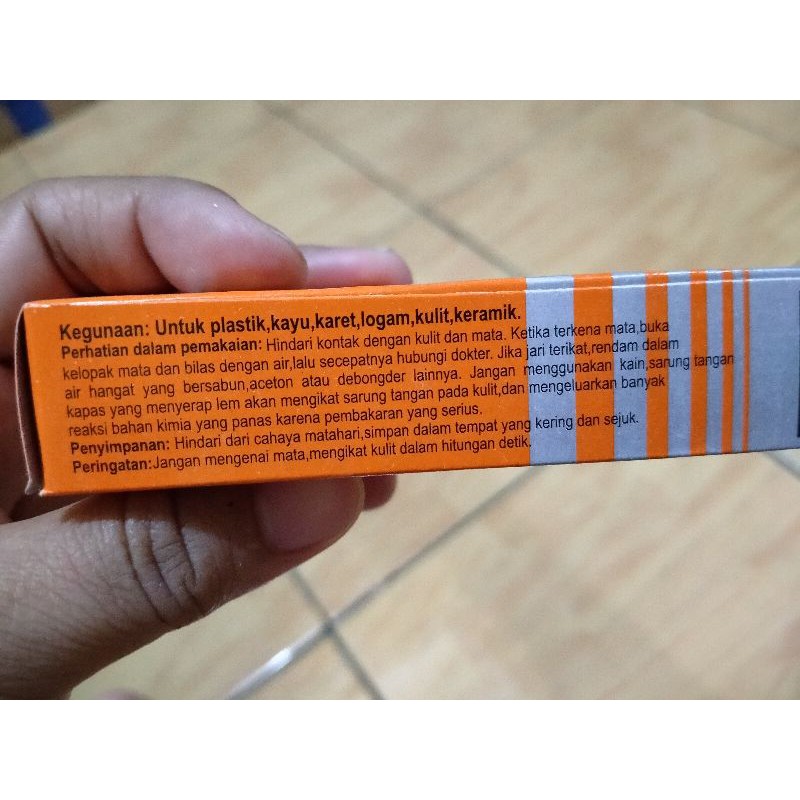 Kegunaan: Untuk plastik,kayu,karet,logam,kulit,keramik.
Perhatian dalam pemakaian: Hindari kontak dengan kulit dan mata. Ketika terkena mata,buka
kelopak mata dan bilas dengan air,lalu secepatnya hubungi dokter. Jika jari terikat,rendam dalam
air hangat yang bersabun,aceton atau debongder lainnya. Jangan menggunakan kain,sarung tangan
kapas yang menyerap lem akan mengikat sarung tangan pada kulit,dan mengeluarkan banyak
reaksi bahan kimia yang panas karena pembakaran yang serius.
Penyimpanan: Hindari dari cahaya matahari,simpan dalam tempat yang kering dan sejuk.
Peringatan:Jangan mengenai mata,mengikat kulit dalam hitungan detik.